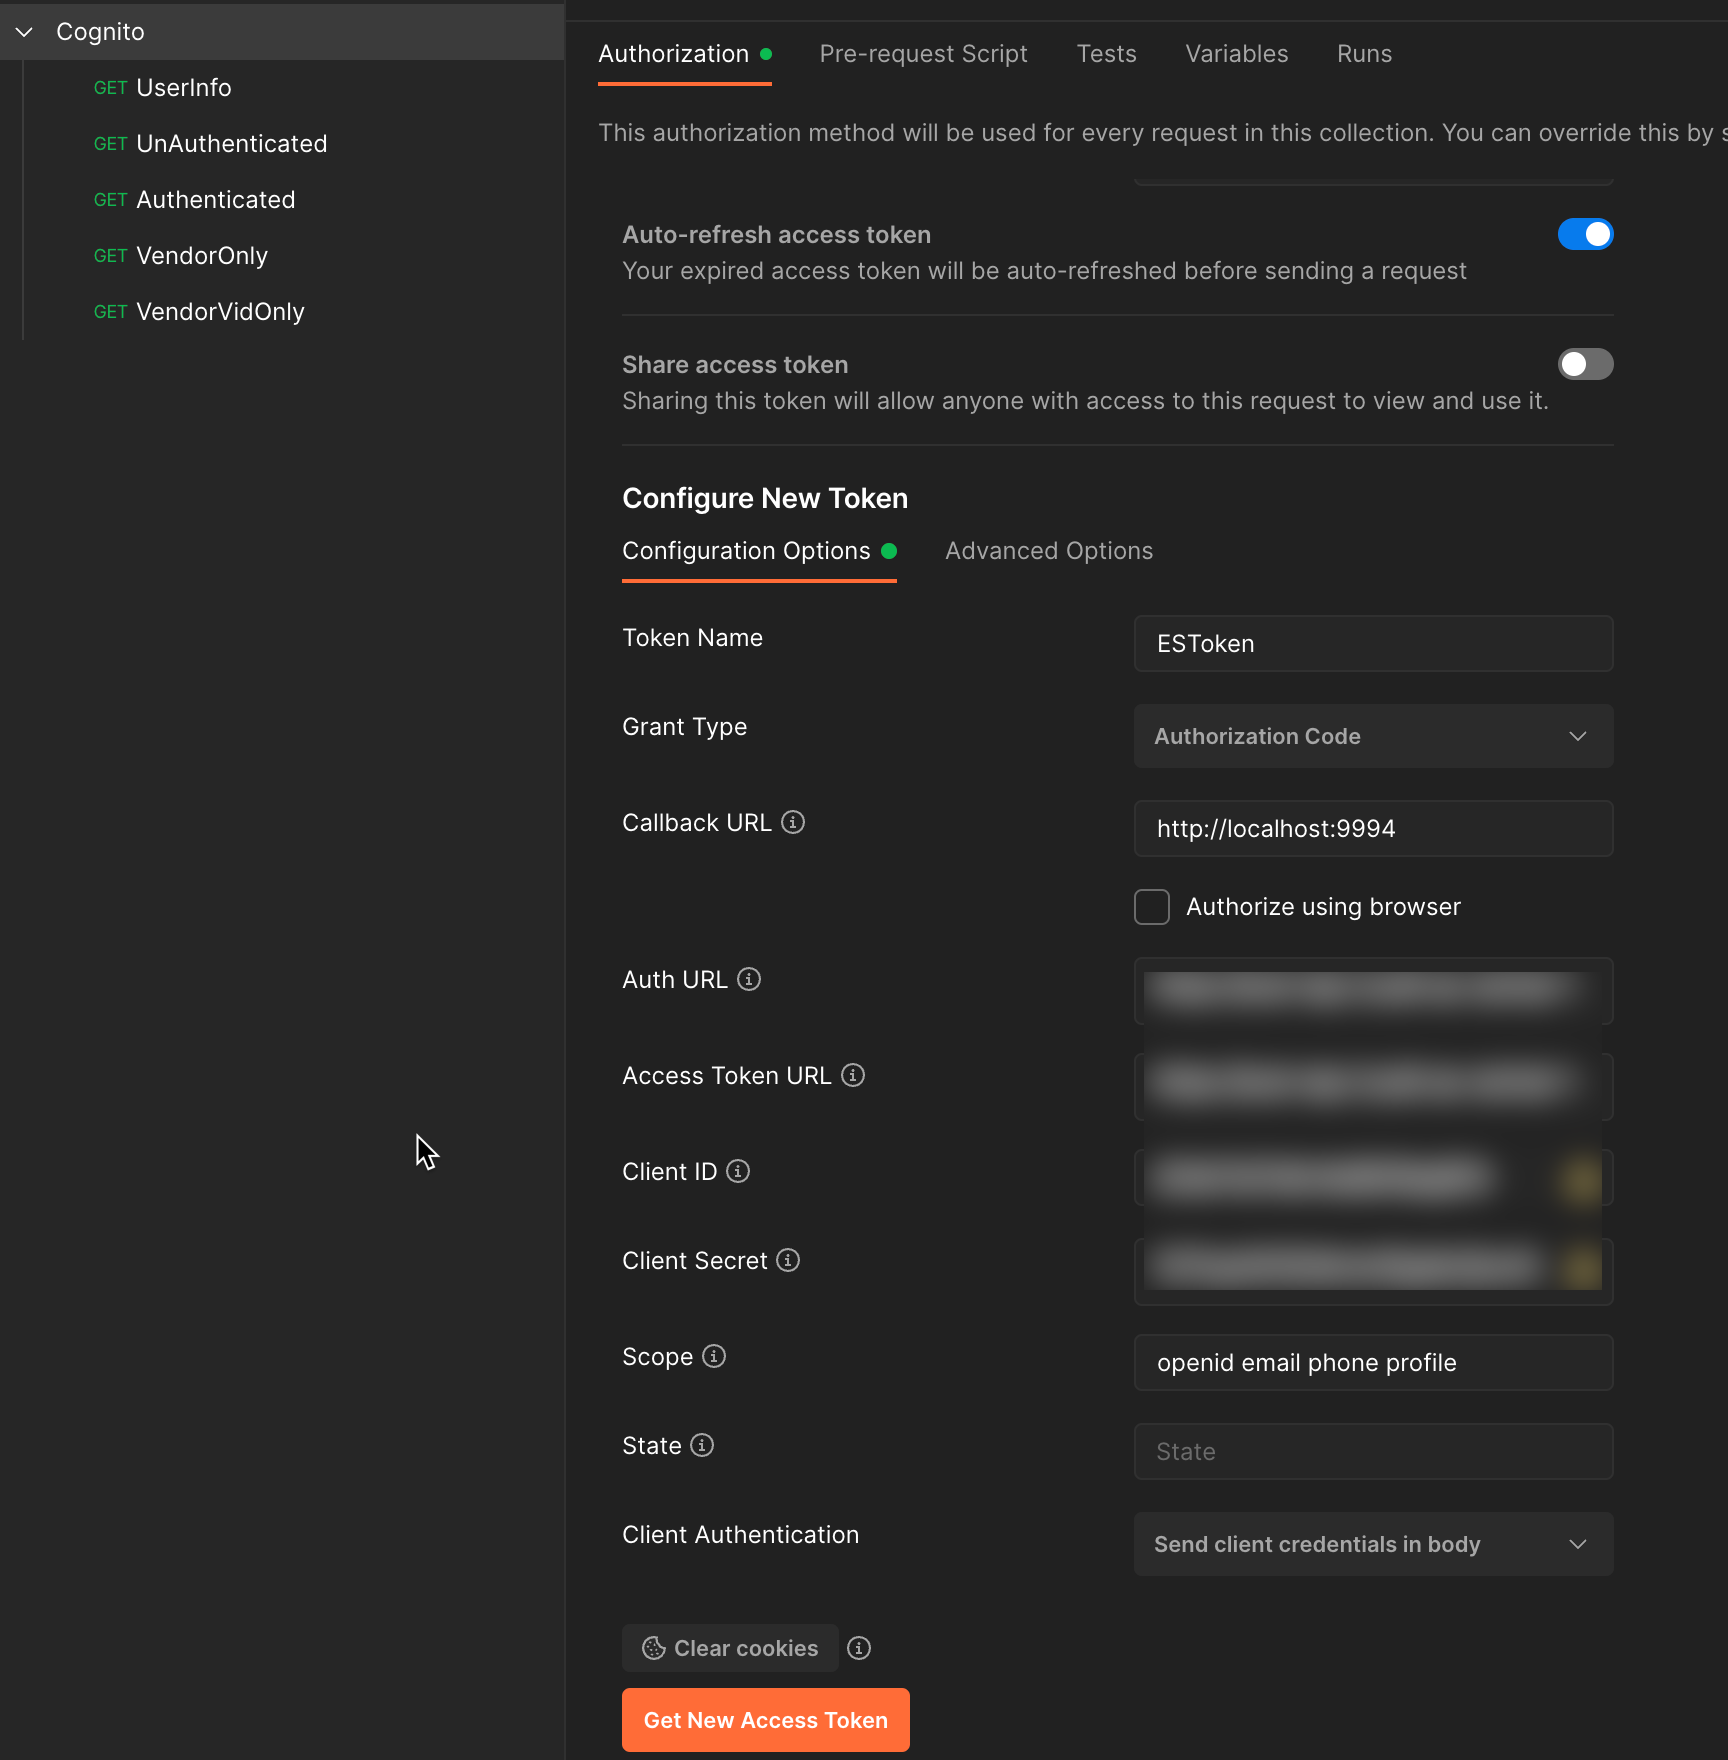 Cognito
GET UserInfo
GET UnAuthenticated
GET Authenticated
GET VendorOnly
GET VendorVidOnly
Authorization
Pre-request Script
Tests
Variables
Runs
This authorization method will be used for every request in this collection. You can override this by
Auto-refresh access token
Your expired access token will be auto-refreshed before sending a request
Share access token
Sharing this token will allow anyone with access to this request to view and use it.
Configure New Token
Configuration Options
Advanced Options
Token Name
ESToken
Grant Type
Authorization Code
Callback URL
http://localhost:9994
Authorize using browser
Auth URL
Access Token URL
Client ID
Client Secret
Scope
openid email phone profile
State
State
Client Authentication
Send client credentials in body
Clear cookies
Get New Access Token